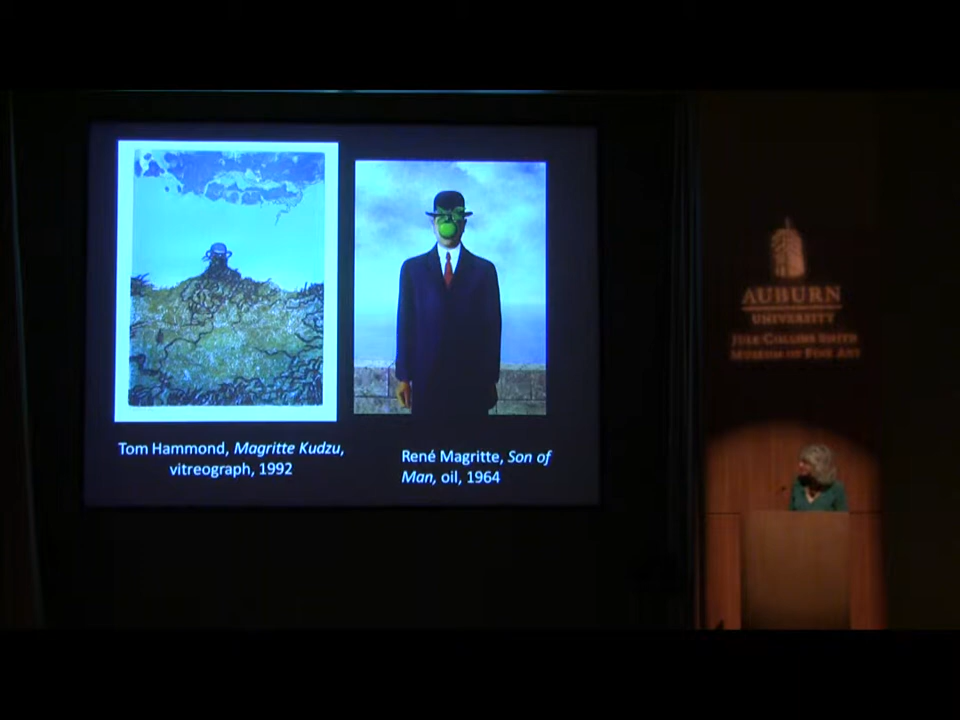 Tom Hammond, Magritte Kudzu,
vitreograph, 1992
René Magritte, Son of
Man, oil, 1964
AUBURN
UNIVERSITY
JULE COLLINS SMITH
MUSEUM OF FINE ART